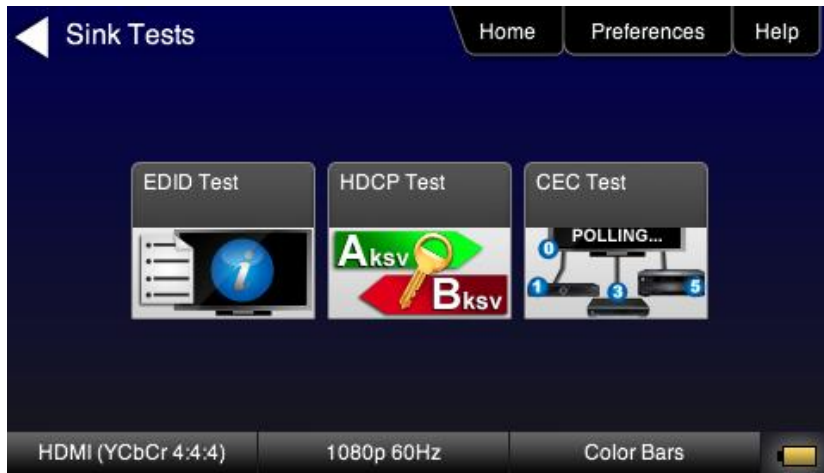 Sink Tests
Home
Preferences
Help
EDID Test
HDCP Test
CEC Test
i
Aksv
Bksv
POLLING...
0
1
3
5
HDMI (YCbCr 4:4:4)
1080p 60Hz
Color Bars